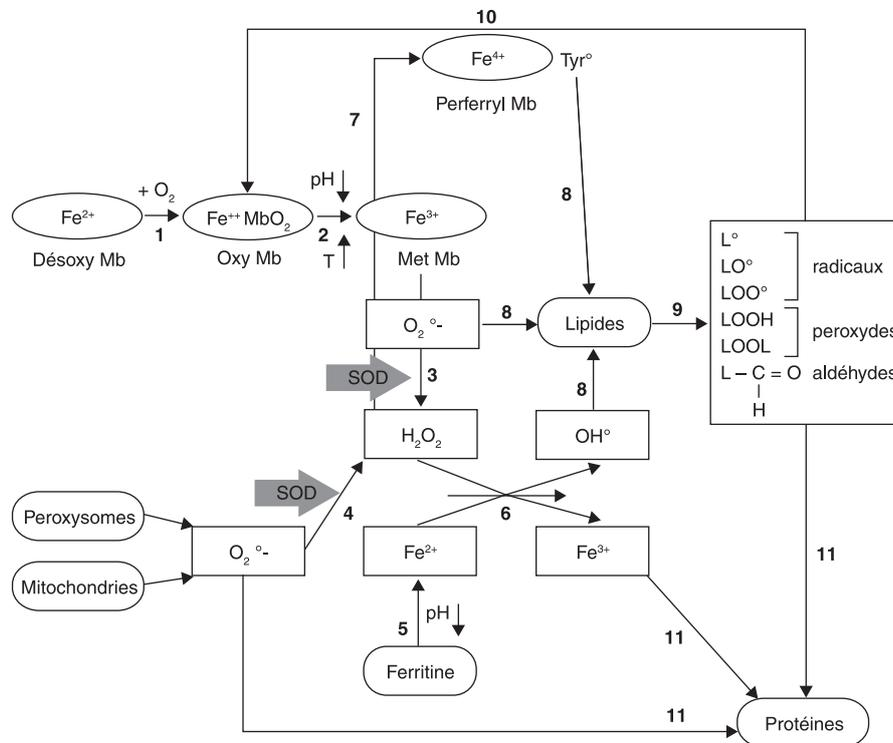 10
Fe⁴⁺ Tyr°
Perferryl Mb
7
+ O₂
pH
8
Fe²⁺
1
Fe⁺⁺ MbO₂
2
Fe³⁺
Désoxy Mb
Oxy Mb
T
Met Mb
L°
LO°
LOO°
radicaux
LOOH
LOOL
peroxydes
L – C = O aldéhydes
H
O₂ °-
8
Lipides
9
SOD
3
8
H₂O₂
OH°
SOD
4
6
Peroxysomes
O₂ °-
Fe²⁺
Fe³⁺
Mitochondries
11
5
pH
11
Ferritine
11
Protéines